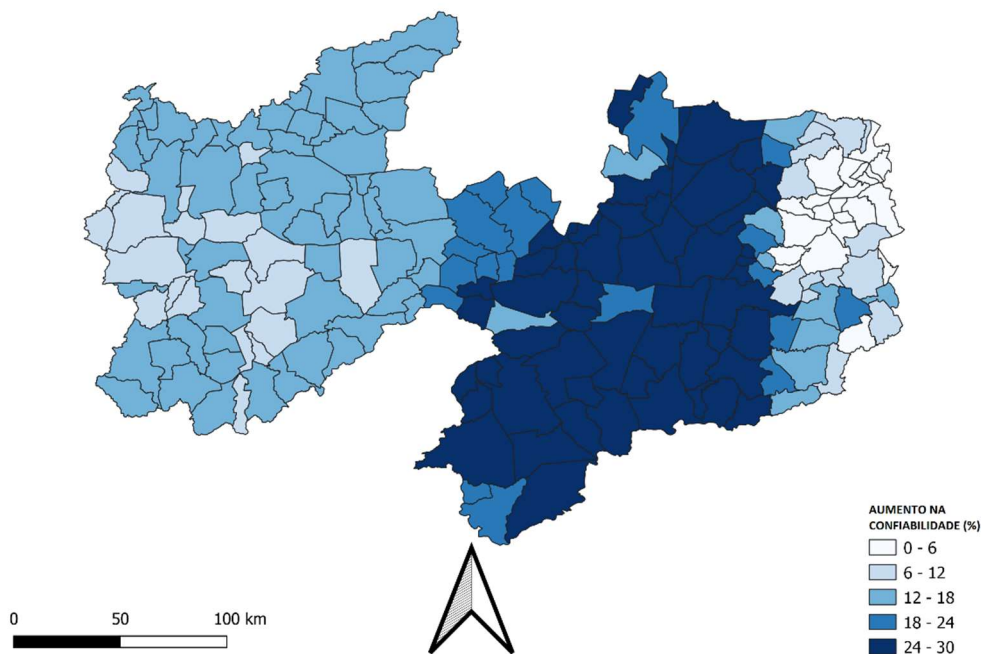 AUMENTO NA
CONFIABILIDADE (%)
0 - 6
6 - 12
12 - 18
18 - 24
24 - 30
0 50 100 km